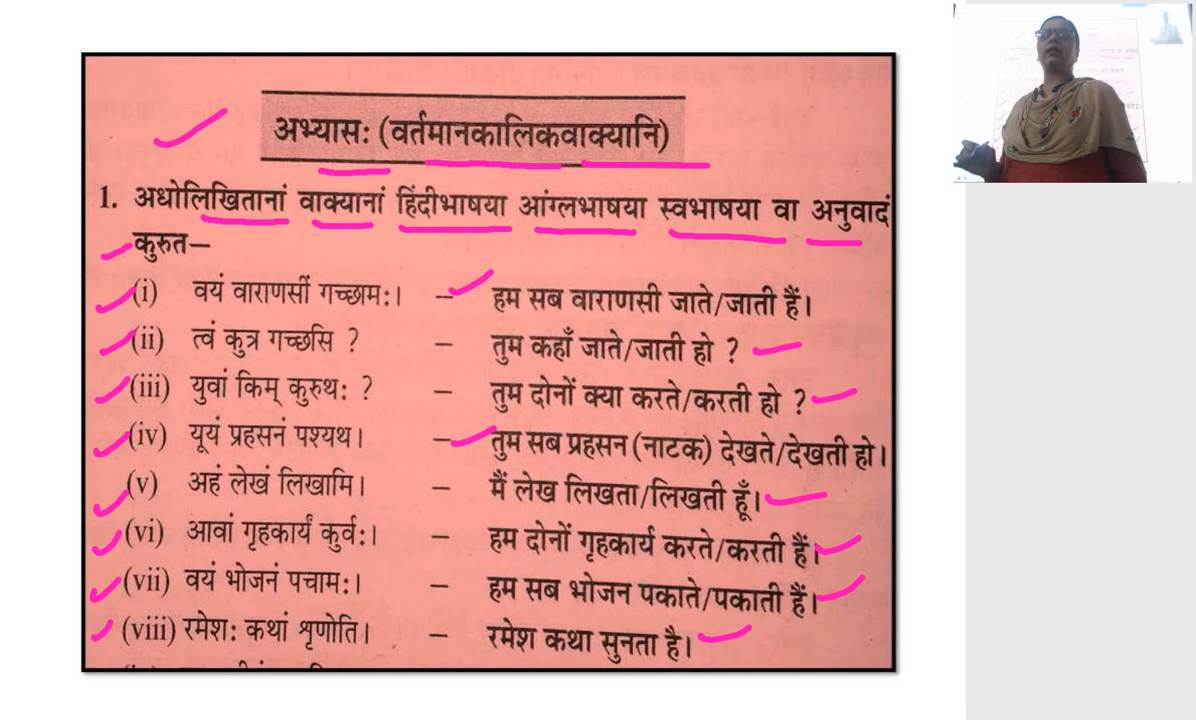 अभ्यासः (वर्तमानकालिकवाक्यानि)
1. अधोलिखितानां वाक्यानां हिंदीभाषया आंग्लभाषया स्वभाषया वा अनुवादं
कुरुत–
(i) वयं वाराणसीं गच्छामः। – हम सब वाराणसी जाते/जाती हैं।
(ii) त्वं कुत्र गच्छसि ? – तुम कहाँ जाते/जाती हो ?
(iii) युवां किम् कुरुथः ? – तुम दोनों क्या करते/करती हो ?
(iv) यूयं प्रहसनं पश्यथ। – तुम सब प्रहसन (नाटक) देखते/देखती हो।
(v) अहं लेखं लिखामि। – मैं लेख लिखता/लिखती हूँ।
(vi) आवां गृहकार्यं कुर्वः। – हम दोनों गृहकार्य करते/करती हैं।
(vii) वयं भोजनं पचामः। – हम सब भोजन पकाते/पकाती हैं।
(viii) रमेशः कथां श्रृणोति। – रमेश कथा सुनता है।